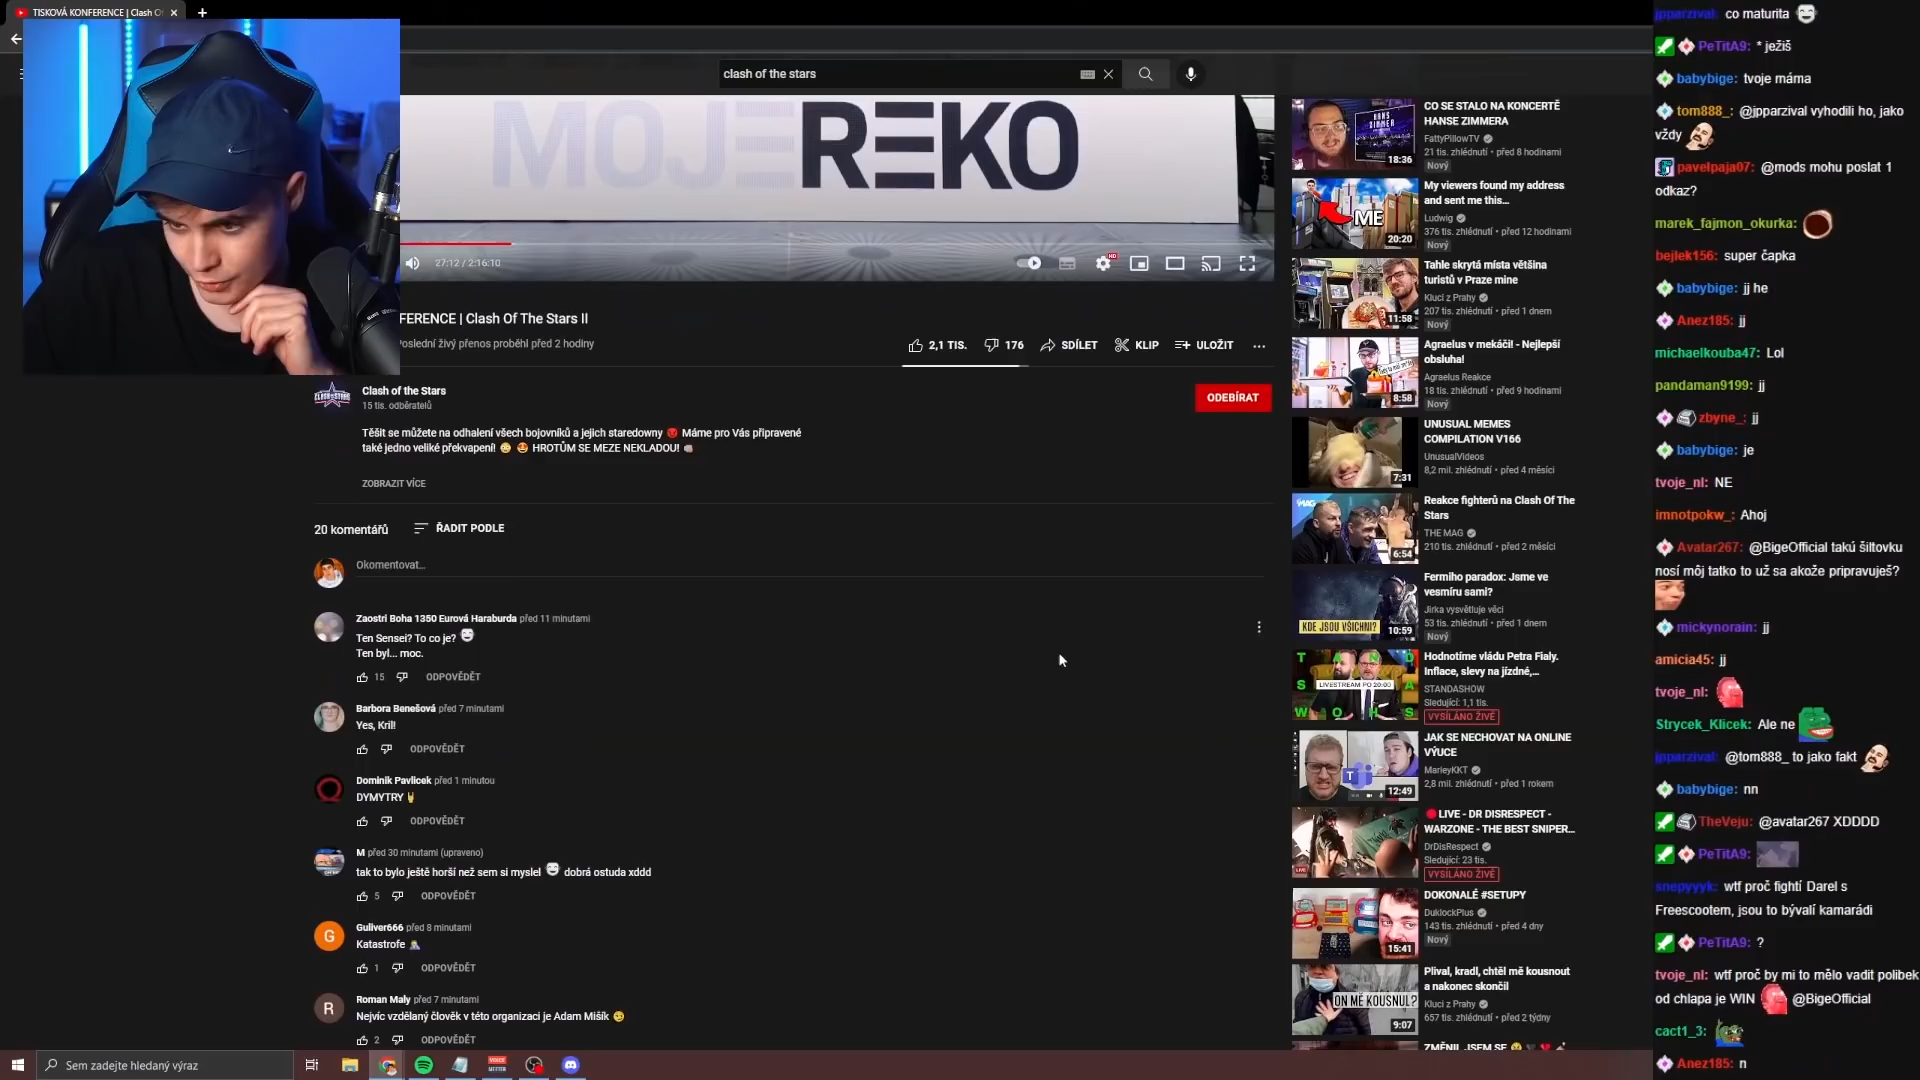 TISKOVÁ KONFERENCE | Clash O
clash of the stars
MOJEREKO
27:12 / 2:16:10
HD
FERENCE | Clash Of The Stars II
Poslední živý přenos proběhl před 2 hodiny
2,1 TIS.
176
SDÍLET
KLIP
ULOŽIT
Clash of the Stars
15 tis. odběratelů
ODEBÍRAT
Těšit se můžete na odhalení všech bojovníků a jejich staredowny 👹 Máme pro Vás připravené
také jedno veliké překvapení! 😳 🤩 HROTŮM SE MEZE NEKLADOU! 👊
ZOBRAZIT VÍCE
20 komentářů
ŘADIT PODLE
Okomentovat...
Zaostri Boha 1350 Eurová Haraburda před 11 minutami
Ten Sensei? To co je?
Ten byl... moc.
15
ODPOVĚDĚT
Barbora Benešová před 7 minutami
Yes, Kril!
ODPOVĚDĚT
Dominik Pavlicek před 1 minutou
DYMYTRY 🤘
ODPOVĚDĚT
M před 30 minutami (upraveno)
tak to bylo ještě horší než sem si myslel dobrá ostuda xddd
5
ODPOVĚDĚT
G
Guliver666 před 8 minutami
Katastrofe
1
ODPOVĚDĚT
R
Roman Maly před 7 minutami
Nejvíc vzdělaný člověk v této organizaci je Adam Mišík
2
ODPOVĚDĚT
CO SE STALO NA KONCERTĚ
HANSE ZIMMERA
FattyPillowTV
21 tis. zhlédnutí • před 8 hodinami
Nový
HANS
ZIMMER
18:36
My viewers found my address
and sent me this...
Ludwig
376 tis. zhlédnutí • před 12 hodinami
Nový
ME
20:20
Tahle skrytá místa většina
turistů v Praze mine
Kluci z Prahy
207 tis. zhlédnutí • před 1 dnem
Nový
11:58
Agraelus v mekáči! - Nejlepší
obsluha!
Agraelus Reakce
18 tis. zhlédnutí • před 9 hodinami
Nový
8:58
UNUSUAL MEMES
COMPILATION V166
UnusualVideos
8,2 mil. zhlédnutí • před 4 měsíci
7:31
Reakce fighterů na Clash Of The
Stars
THE MAG
210 tis. zhlédnutí • před 2 měsíci
6:54
Fermiho paradox: Jsme ve
vesmíru sami?
Jirka vysvětluje věci
53 tis. zhlédnutí • před 1 dnem
Nový
KDE JSOU VŠICHNI?
10:59
Hodnotíme vládu Petra Fialy.
Inflace, slevy na jízdné,...
STANDASHOW
Sledující: 1,1 tis.
VYSÍLÁNO ŽIVĚ
T A N D
S A
LIVESTREAM PO 20:00
W O H S
JAK SE NECHOVAT NA ONLINE
VÝUCE
MarleyKKT
2,8 mil. zhlédnutí • před 1 rokem
T
12:49
🔴LIVE - DR DISRESPECT -
WARZONE - THE BEST SNIPER...
DrDisRespect
Sledující: 23 tis.
VYSÍLÁNO ŽIVĚ
LIVE
DOKONALÉ #SETUPY
DuklockPlus
143 tis. zhlédnutí • před 4 dny
Nový
15:41
Plival, kradl, chtěl mě kousnout
a nakonec skončil
Kluci z Prahy
657 tis. zhlédnutí • před 2 týdny
ON MĚ KOUSNUL?
9:07
ZMĚNIL JSEM SE
jpparzival: co maturita
PeTitA9: * ježiš
babybige: tvoje máma
tom888_: @jpparzival vyhodili ho, jako
vždy
pavelpaja07: @mods mohu poslat 1
odkaz?
marek_fajmon_okurka:
bejlek156: super čapka
babybige: jj he
Anez185: jj
michaelkouba47: Lol
pandaman9199: jj
zbyne_: jj
babybige: je
tvoje_nl: NE
imnotpokw_: Ahoj
Avatar267: @BigeOfficial takú šiltovku
nosí môj tatko to už sa akože pripravuješ?
mickynorain: jj
amicia45: jj
tvoje_nl:
Strycek_Klicek: Ale ne
jpparzival: @tom888_ to jako fakt
babybige: nn
TheVeju: @avatar267 XDDDD
PeTitA9:
snepyyyk: wtf proč fightí Darel s
Freescootem, jsou to bývalí kamarádi
PeTitA9: ?
tvoje_nl: wtf proč by mi to mělo vadit polibek
od chlapa je WIN @BigeOfficial
cact1_3:
Anez185: n
Sem zadejte hledaný výraz